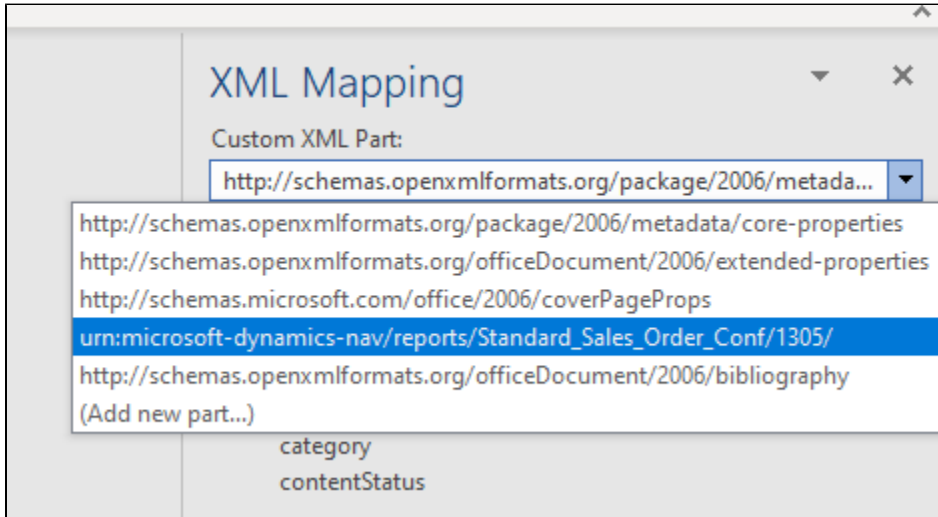 XML Mapping
Custom XML Part:
http://schemas.openxmlformats.org/package/2006/metada...
http://schemas.openxmlformats.org/package/2006/metadata/core-properties
http://schemas.openxmlformats.org/officeDocument/2006/extended-properties
http://schemas.microsoft.com/office/2006/coverPageProps
urn:microsoft-dynamics-nav/reports/Standard_Sales_Order_Conf/1305/
http://schemas.openxmlformats.org/officeDocument/2006/bibliography
(Add new part...)
category
contentStatus